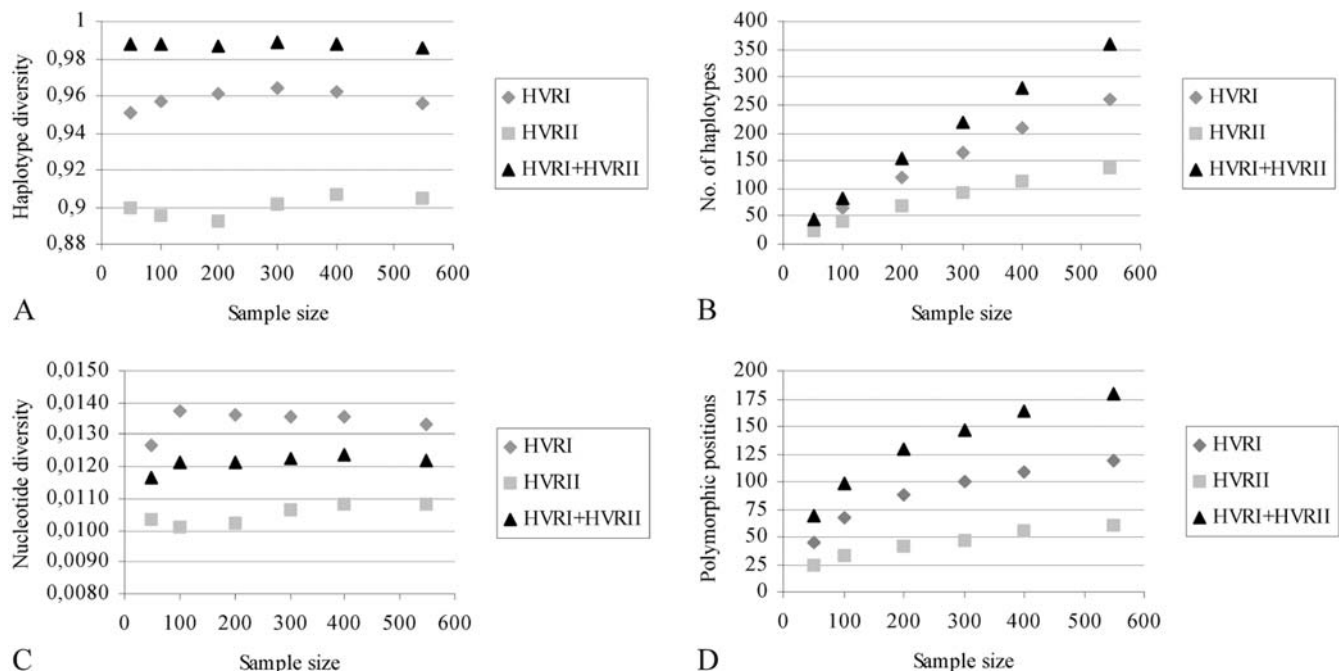 Haplotype diversity
1
0,98
0,96
0,94
0,92
0,9
0,88
0 100 200 300 400 500 600
Sample size
HVRI
HVRII
HVRI+HVRII
A
No. of haplotypes
400
350
300
250
200
150
100
50
0
0 100 200 300 400 500 600
Sample size
HVRI
HVRII
HVRI+HVRII
B
Nucleotide diversity
0,0150
0,0140
0,0130
0,0120
0,0110
0,0100
0,0090
0,0080
0 100 200 300 400 500 600
Sample size
HVRI
HVRII
HVRI+HVRII
C
Polymorphic positions
200
175
150
125
100
75
50
25
0
0 100 200 300 400 500 600
Sample size
HVRI
HVRII
HVRI+HVRII
D